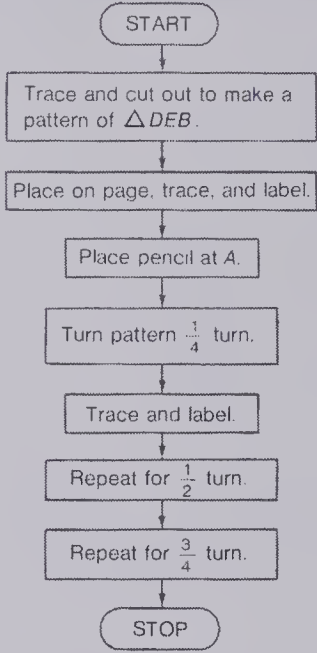 START
Trace and cut out to make a
pattern of △DEB.
Place on page, trace, and label.
Place pencil at A.
Turn pattern 1/4 turn.
Trace and label.
Repeat for 1/2 turn.
Repeat for 3/4 turn.
STOP